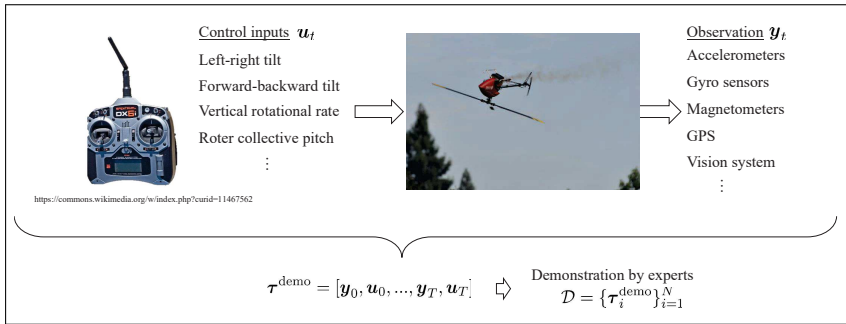 Control inputs u_t
Left-right tilt
Forward-backward tilt
Vertical rotational rate
Roter collective pitch
⋮
DX6i
https://commons.wikimedia.org/w/index.php?curid=11467562
Observation y_t
Accelerometers
Gyro sensors
Magnetometers
GPS
Vision system
⋮
τ^demo = [y_0, u_0, ..., y_T, u_T]
Demonstration by experts
D = {τ_i^demo}_{i=1}^N